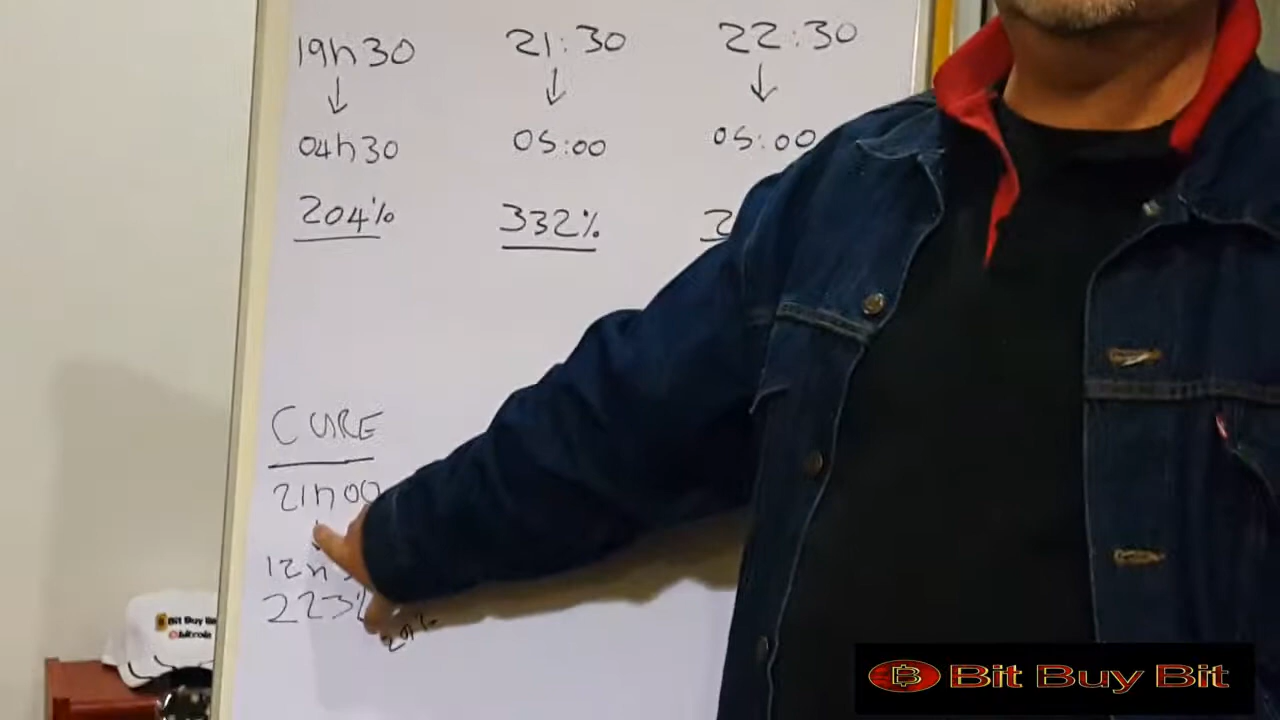 19h30 21:30 22:30
04h30 05:00 05:00
204% 332%
CURE
21h00
223%
20%
Bit Buy
Bit Buy Bit